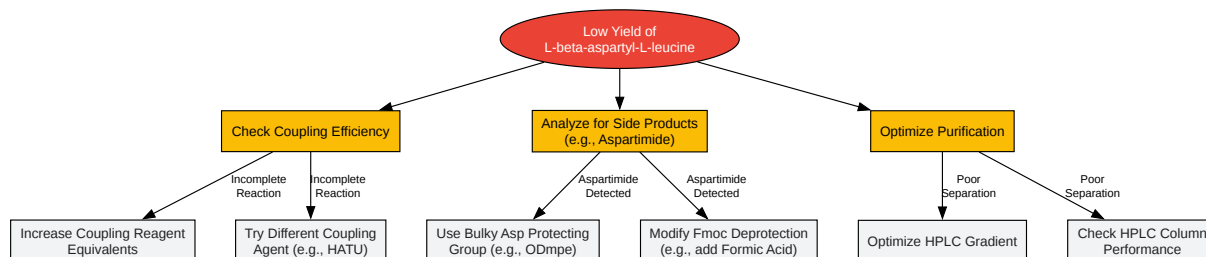 Low Yield of
L-beta-aspartyl-L-leucine
Check Coupling Efficiency
Analyze for Side Products
(e.g., Aspartimide)
Optimize Purification
Incomplete
Reaction
Incomplete
Reaction
Aspartimide
Detected
Aspartimide
Detected
Poor
Separation
Poor
Separation
Increase Coupling Reagent
Equivalents
Try Different Coupling
Agent (e.g., HATU)
Use Bulky Asp Protecting
Group (e.g., ODmpe)
Modify Fmoc Deprotection
(e.g., add Formic Acid)
Optimize HPLC Gradient
Check HPLC Column
Performance